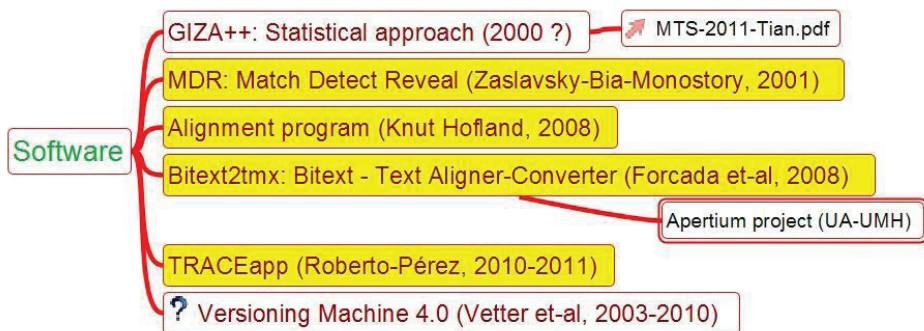 GIZA++: Statistical approach (2000 ?)
MTS-2011-Tian.pdf
MDR: Match Detect Reveal (Zaslavsky-Bia-Monostory, 2001)
Alignment program (Knut Hofland, 2008)
Software
Bitext2tmx: Bitext - Text Aligner-Converter (Forcada et-al, 2008)
Apertium project (UA-UMH)
TRACEapp (Roberto-Pérez, 2010-2011)
? Versioning Machine 4.0 (Vetter et-al, 2003-2010)